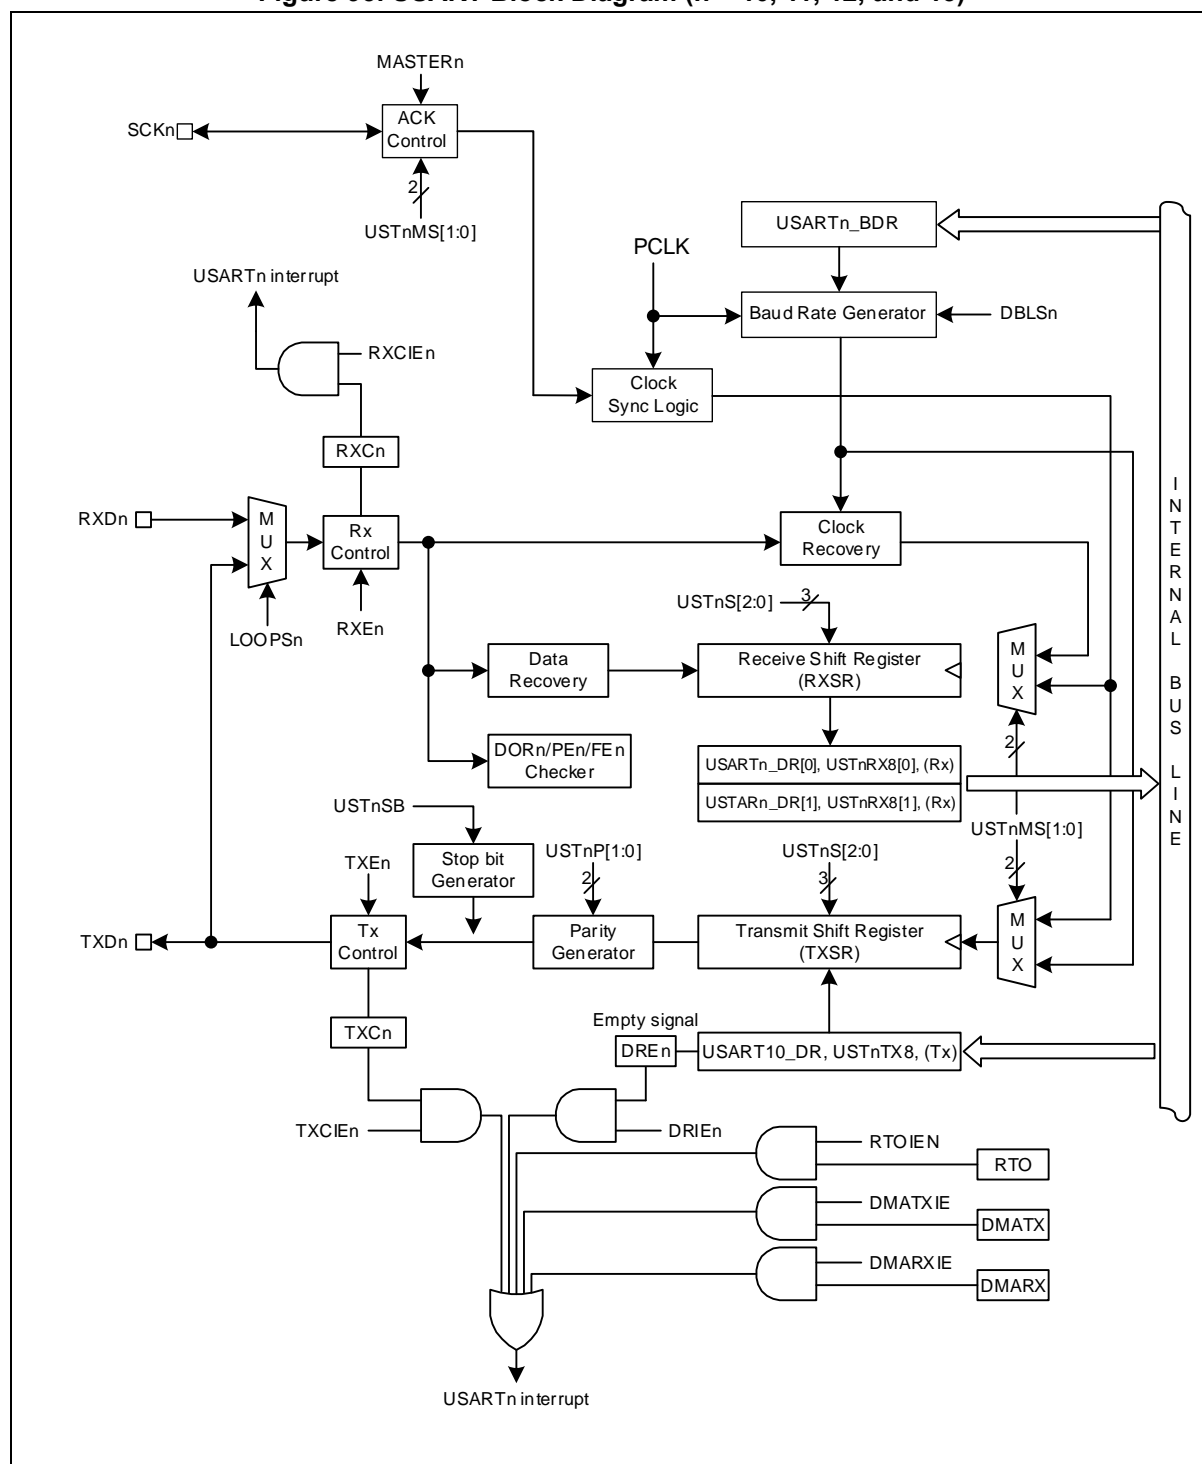 MASTERn
SCKn
ACK
Control
2
USTnMS[1:0]
USARTn_BDR
PCLK
USARTn interrupt
Baud Rate Generator
DBLSn
RXCIEn
Clock
Sync Logic
RXCn
RXDn
M
U
X
Rx
Control
Clock
Recovery
LOOPSn
RXEn
USTnS[2:0]
3
Data
Recovery
Receive Shift Register
(RXSR)
M
U
X
2
DORn/PEn/FEn
Checker
USARTn_DR[0], USTnRX8[0], (Rx)
USTARn_DR[1], USTnRX8[1], (Rx)
USTnSB
USTnMS[1:0]
INTERNAL BUS LINE
TXEn
Stop bit
Generator
USTnP[1:0]
2
USTnS[2:0]
3
2
TXDn
Tx
Control
Parity
Generator
Transmit Shift Register
(TXSR)
M
U
X
TXCn
Empty signal
DREn
USART10_DR, USTnTX8, (Tx)
TXCIEn
DRIEn
RTOIEN
RTO
DMATXIE
DMATX
DMARXIE
DMARX
USARTn interrupt